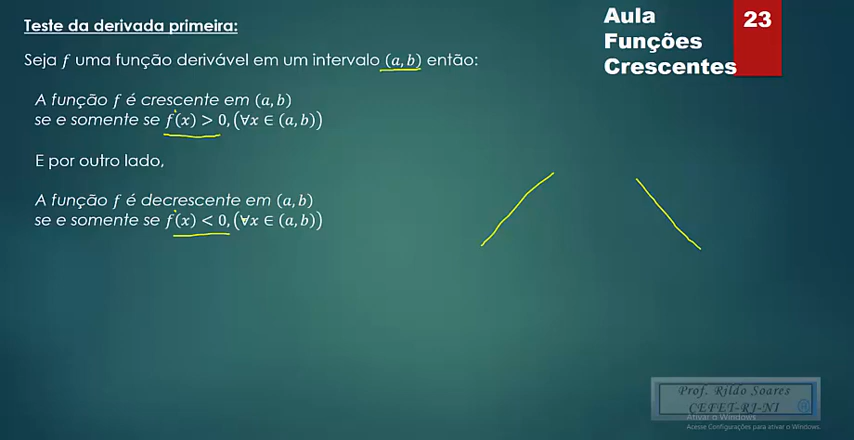 Teste da derivada primeira:
Aula
Funções
Crescentes
23
Seja f uma função derivável em um intervalo (a, b) então:
A função f é crescente em (a, b)
se e somente se f'(x) > 0, (∀x ∈ (a, b))
E por outro lado,
A função f é decrescente em (a, b)
se e somente se f'(x) < 0, (∀x ∈ (a, b))
Prof. Rildo Soares
CEFET-RJ-NI
Ativar o Windows
Acesse Configurações para ativar o Windows.